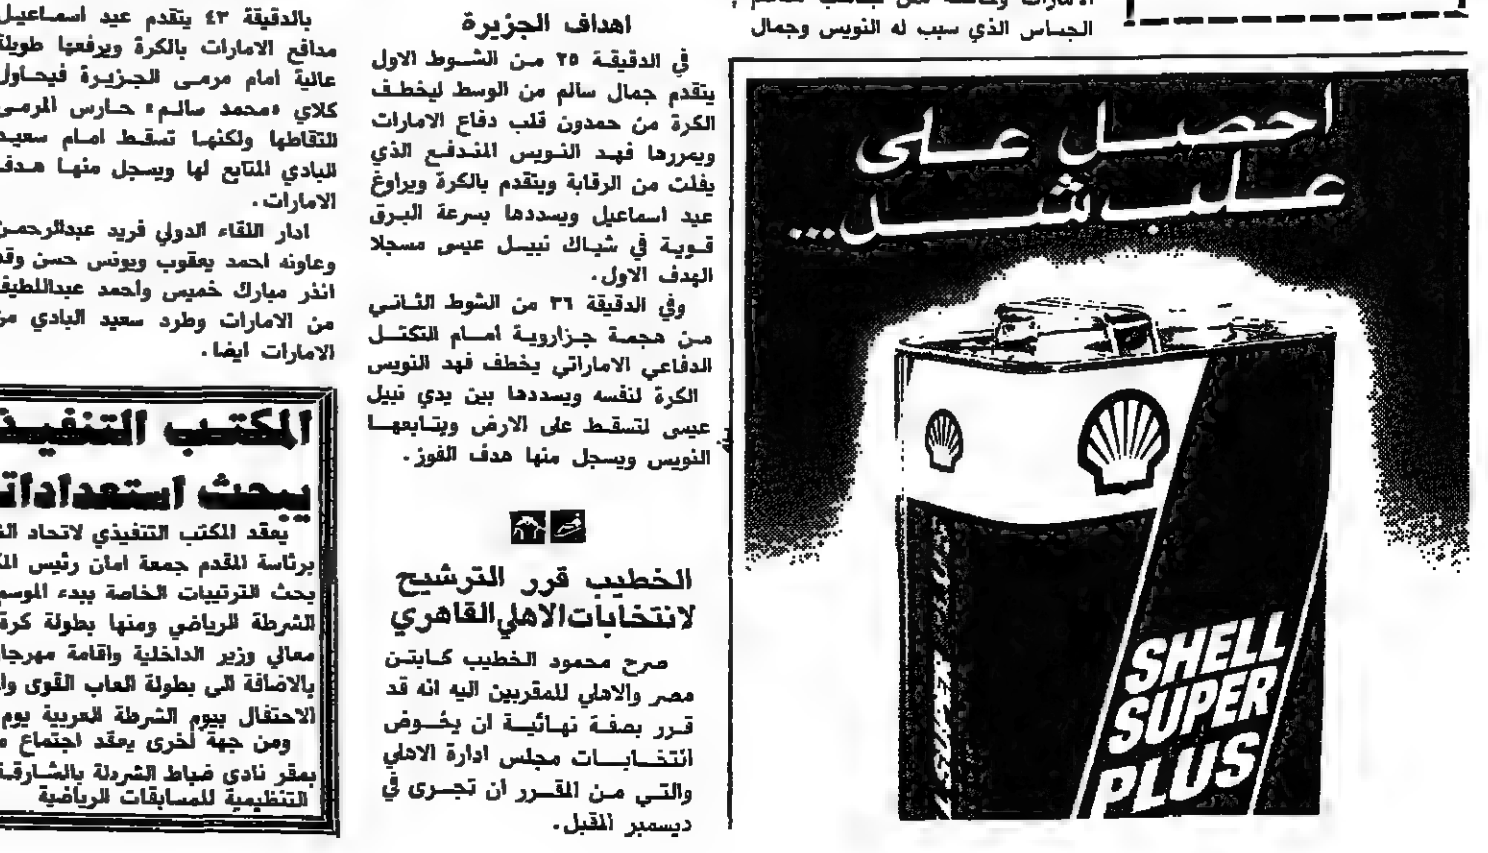 الجساس الذي سبب له النويس وجمال
احصل على
علب شد...
SHELL
SUPER
PLUS
اهداف الجزيرة
في الدقيقة ٢٥ من الشوط الاول
يتقدم جمال سالم من الوسط ليخطف
الكرة من حمدون قلب دفاع الامارات
ويمررها فهد النويس المندفع الذي
يفلت من الرقابة ويتقدم بالكرة ويراوغ
عيد اسماعيل ويسددها بسرعة البرق
قوية في شباك نبيل عيسى مسجلا
الهدف الاول.
وفي الدقيقة ٣٦ من الشوط الثاني
من هجمة جزاروية امام التكتل
الدفاعي الاماراتي يخطف فهد النويس
الكرة لنفسه ويسددها بين يدي نبيل
عيسى لتسقط على الارض ويتابعها
النويس ويسجل منها هدف الفوز.
الخطيب قرر الترشيح
لانتخابات الاهلي القاهري
صرح محمود الخطيب كابتن
مصر والاهلي للمقربين اليه انه قد
قرر بصفة نهائية ان يخوض
انتخابات مجلس ادارة الاهلي
والتي من المقرر ان تجرى في
ديسمبر المقبل.
بالدقيقة ٤٣ يتقدم عيد اسماعيل
مدافع الامارات بالكرة ويرفعها طويلة
عالية امام مرمى الجزيرة فيحاول
كلاي «محمد سالم» حارس المرمى
للتقاطها ولكنها تسقط امام سعيد
البادي المتابع لها ويسجل منها هدف
الامارات.
ادار اللقاء الدولي فريد عبدالرحمن
وعاونه احمد يعقوب ويونس حسن وقد
انذر مبارك خميس واحمد عبداللطيف
من الامارات وطرد سعيد البادي من
الامارات ايضا.
المكتب التنفيذ
يبحث استعدادات
يعقد المكتب التنفيذي لاتحاد
برئاسة المقدم جمعة امان رئيس
بحث الترتيبات الخاصة ببدء الموسم
الشرطة الرياضي ومنها بطولة كرة
معالي وزير الداخلية واقامة مهرجا
بالاضافة الى بطولة العاب القوى
الاحتفال بيوم الشرطة العربية يوم
ومن جهة اخرى يعقد اجتماع
بمقر نادي ضباط الشرطة بالشارقة
التنظيمية للمسابقات الرياضية